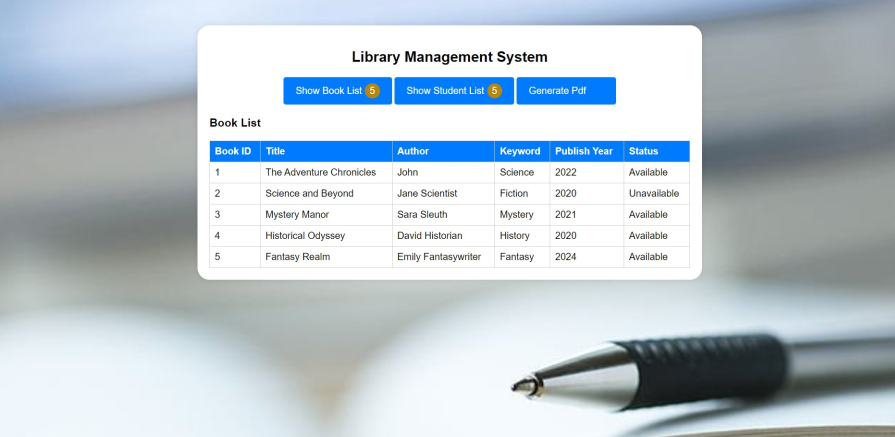 Library Management System
Show Book List 5 Show Student List 5 Generate Pdf
Book List
Book ID Title Author Keyword Publish Year Status
1 The Adventure Chronicles John Science 2022 Available
2 Science and Beyond Jane Scientist Fiction 2020 Unavailable
3 Mystery Manor Sara Sleuth Mystery 2021 Available
4 Historical Odyssey David Historian History 2020 Available
5 Fantasy Realm Emily Fantasywriter Fantasy 2024 Available